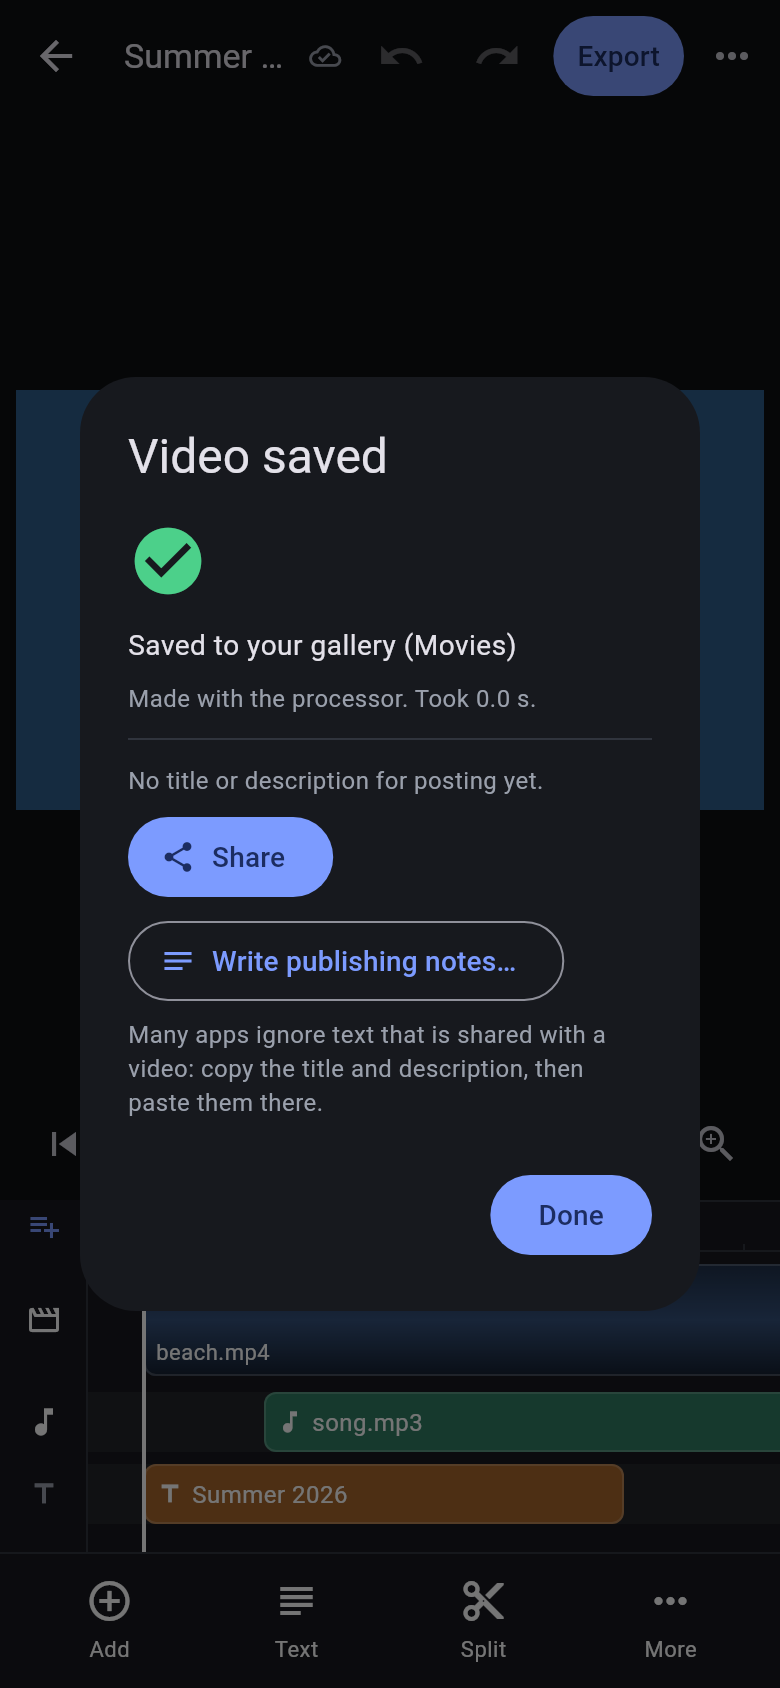 Summer ...
Export
Video saved
Saved to your gallery (Movies)
Made with the processor. Took 0.0 s.
No title or description for posting yet.
Share
Write publishing notes...
Many apps ignore text that is shared with a
video: copy the title and description, then
paste them there.
Done
beach.mp4
song.mp3
Summer 2026
Add
Text
Split
More